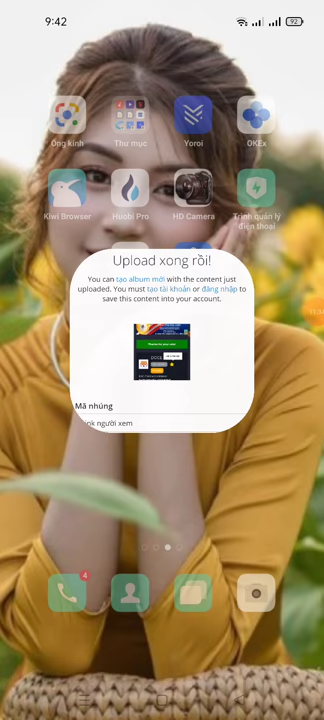 9:42
92
Ống kính
Thư mục
Yoroi
OKEx
Kiwi Browser
Huobi Pro
HD Camera
Trình quản lý
điện thoại
Upload xong rồi!
You can tạo album mới with the content just
uploaded. You must tạo tài khoản or đăng nhập to
save this content into your account.
Mã nhúng
nk người xem
4